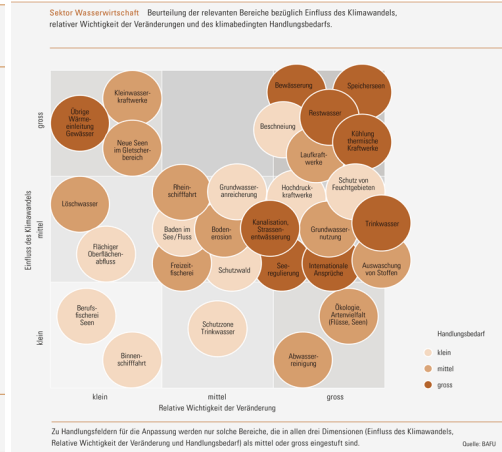 Sektor Wasserwirtschaft Beurteilung der relevanten Bereiche bezüglich Einfluss des Klimawandels,
relativer Wichtigkeit der Veränderungen und des klimabedingten Handlungsbedarfs.
Einfluss des Klimawandels
gross
Übrige
Wärme-
einleitung
Gewässer
Kleinwasser-
kraftwerke
Neue Seen
im Gletscher-
bereich
Bewässerung
Speicherseen
Beschneiung
Restwasser
Kühlung
thermische
Kraftwerke
Laufkraft-
werke
mittel
Löschwasser
Flächiger
Oberflächen-
abfluss
Rhein-
schifffahrt
Grundwasser-
anreicherung
Hochdruck-
kraftwerke
Schutz von
Feuchtgebieten
Baden im
See/Fluss
Boden-
erosion
Kanalisation,
Strassen-
entwässerung
Grundwasser-
nutzung
Trinkwasser
Freizeit-
fischerei
Schutzwald
See-
regulierung
Internationale
Ansprüche
Auswaschung
von Stoffen
klein
Berufs-
fischerei
Seen
Binnen-
schifffahrt
Schutzzone
Trinkwasser
Ökologie,
Artenvielfalt
(Flüsse, Seen)
Abwasser-
reinigung
klein
mittel
gross
Relative Wichtigkeit der Veränderung
Handlungsbedarf
klein
mittel
gross
Zu Handlungsfeldern für die Anpassung werden nur solche Bereiche, die in allen drei Dimensionen (Einfluss des Klimawandels,
Relative Wichtigkeit der Veränderung und Handlungsbedarf) als mittel oder gross eingestuft sind.
Quelle: BAFU